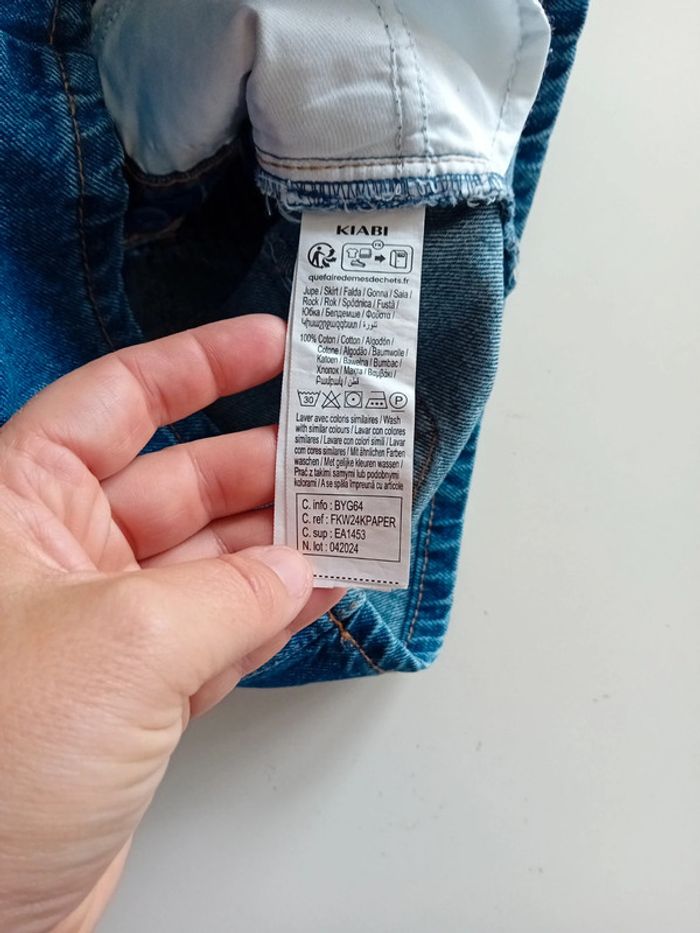 KIABI
FR
quefairedemesdechets.fr
Jupe / Skirt / Falda / Gonna / Saia /
Rock / Rok / Spódnica / Fustă /
Юбка / Белдемше / Φούστα /
100% Coton / Cotton / Algodón /
Cotone / Algodão / Baumwolle /
Katoen / Bawełna / Bumbac /
Хлопок / Мақта / Βαμβάκι /
Բամբակ / قطن
30 P
Laver avec coloris similaires / Wash
with similar colours / Lavar con colores
similares / Lavare con colori simili / Lavar
com cores similares / Mit ähnlichen Farben
waschen / Met gelijke kleuren wassen /
Prać z takimi samymi lub podobnymi
kolorami / A se spăla împreună cu articole
C. info : BYG64
C. ref : FKW24KPAPER
C. sup : EA1453
N. lot : 042024